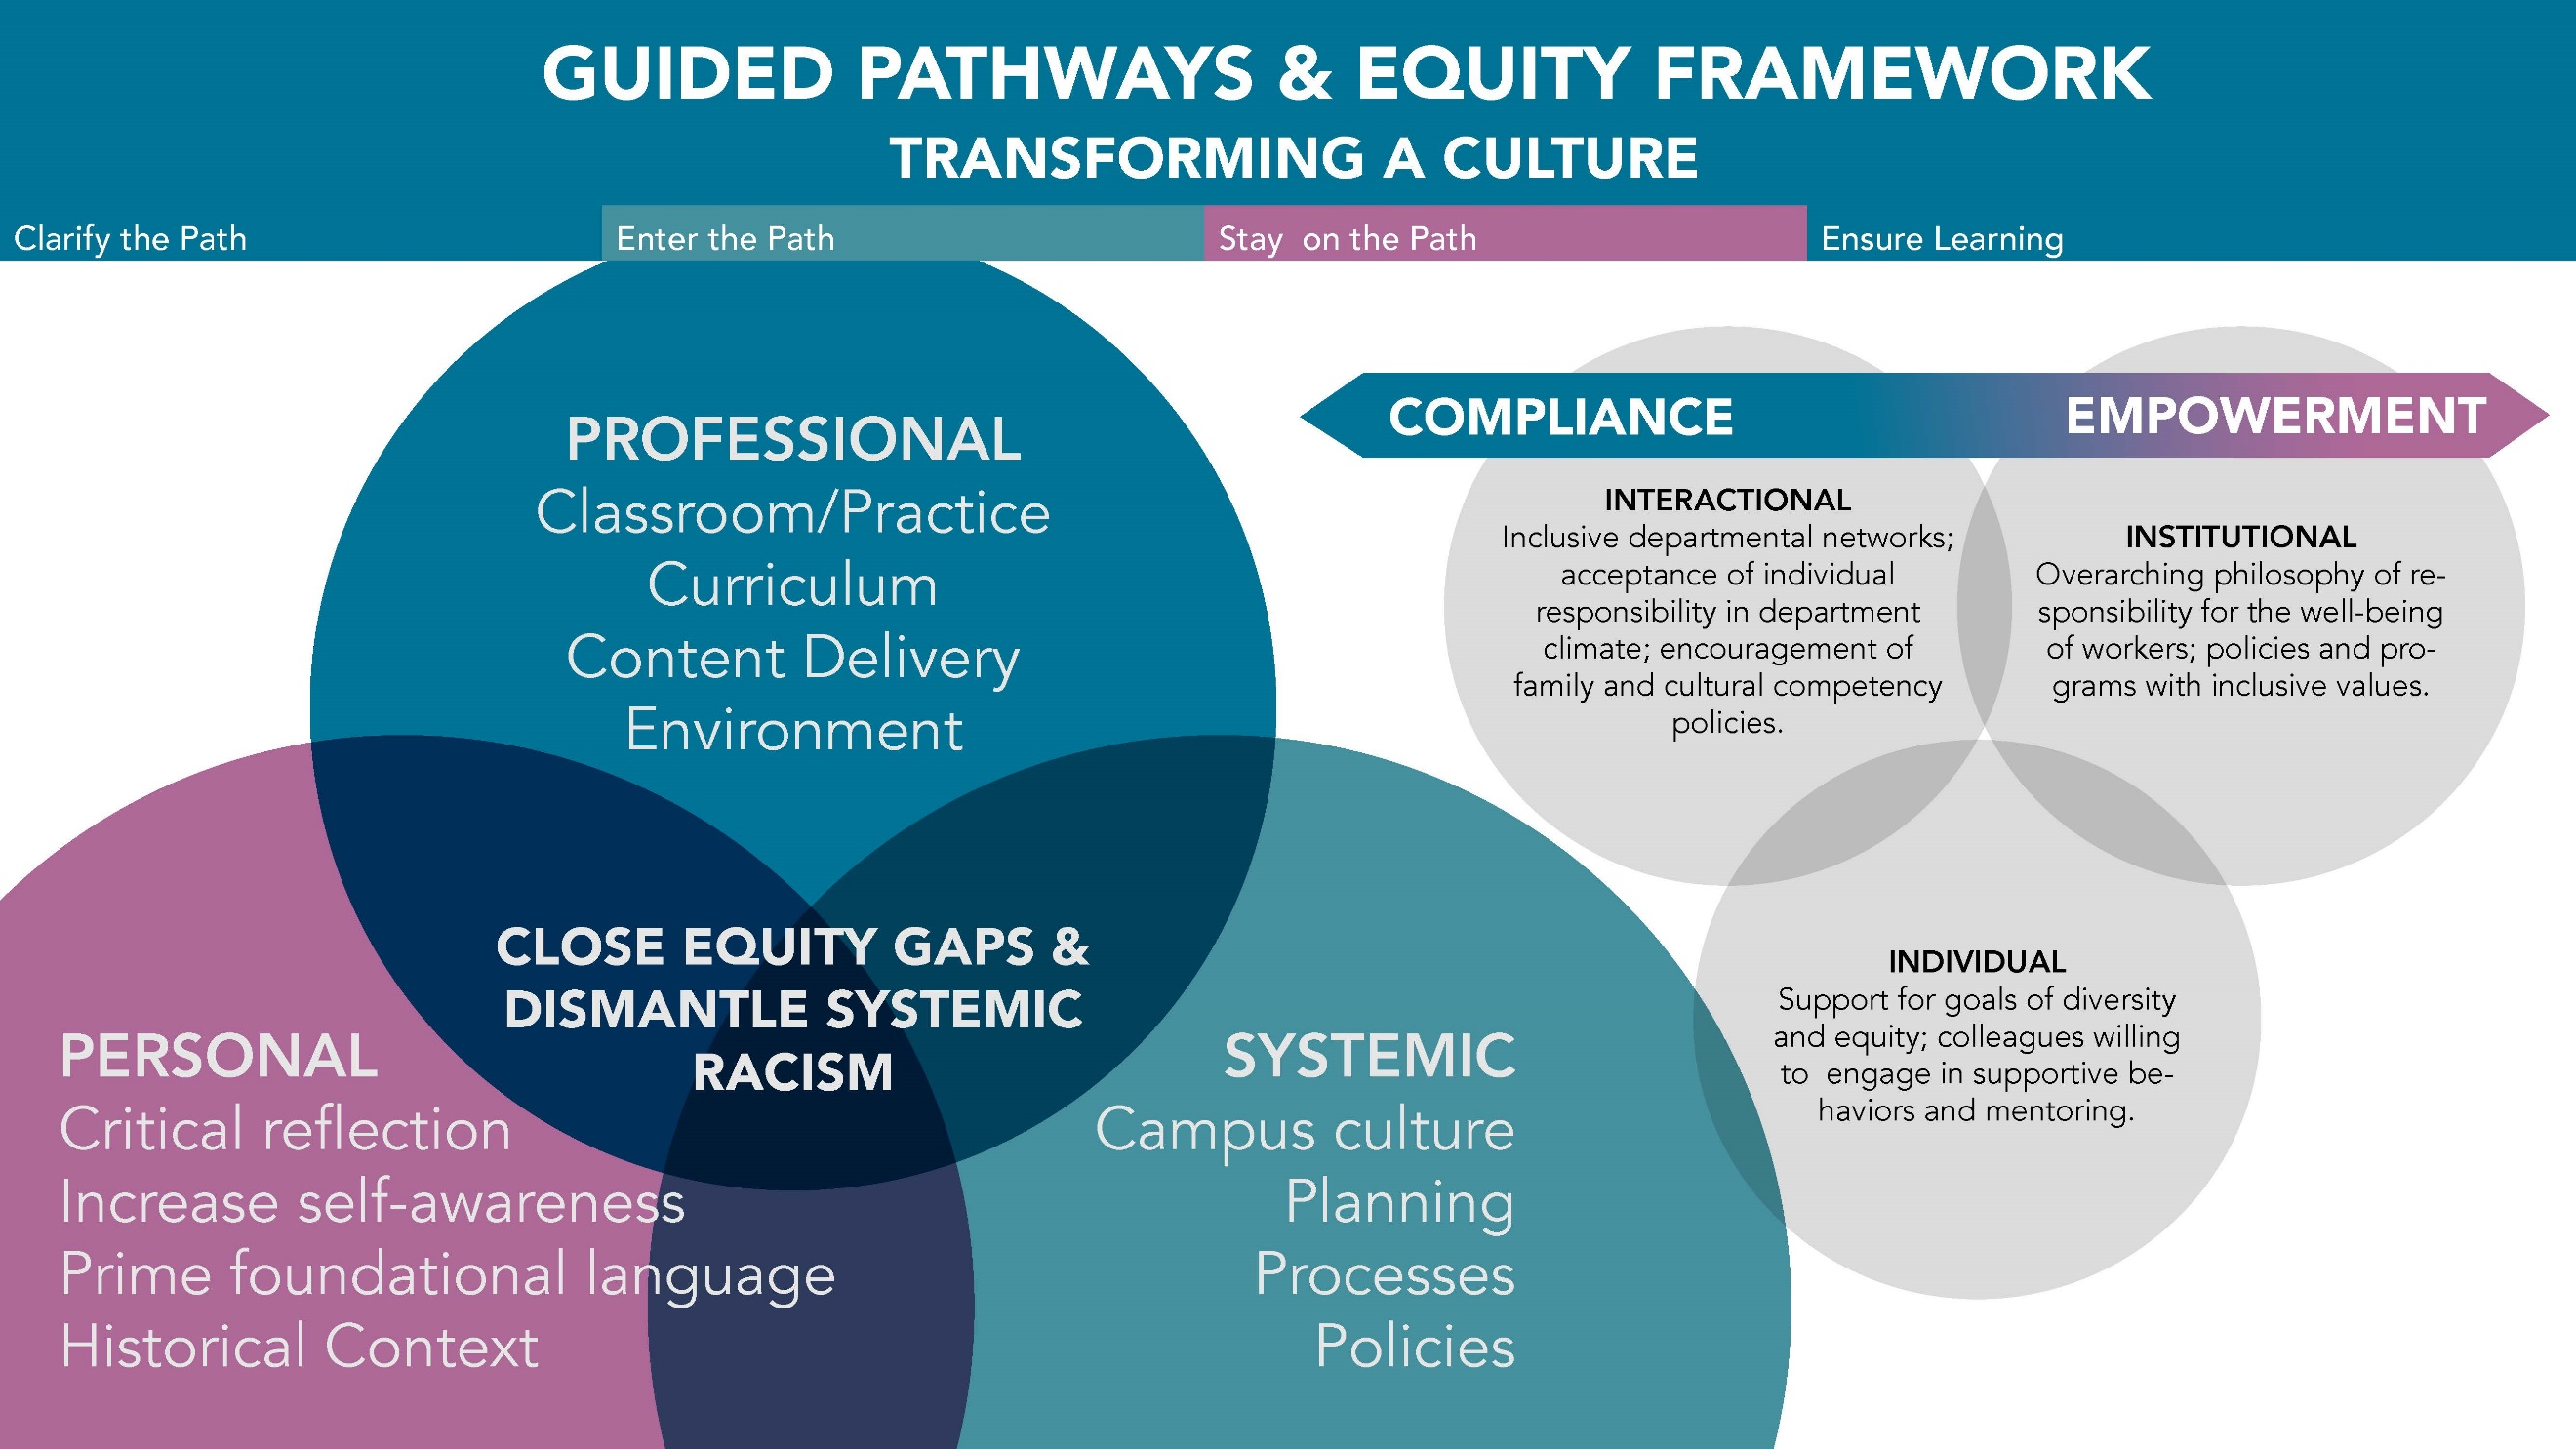 GUIDED PATHWAYS & EQUITY FRAMEWORK
TRANSFORMING A CULTURE
Clarify the Path
Enter the Path
Stay on the Path
Ensure Learning
PROFESSIONAL
Classroom/Practice
Curriculum
Content Delivery
Environment
CLOSE EQUITY GAPS &
DISMANTLE SYSTEMIC
RACISM
PERSONAL
Critical reflection
Increase self-awareness
Prime foundational language
Historical Context
SYSTEMIC
Campus culture
Planning
Processes
Policies
COMPLIANCE
EMPOWERMENT
INTERACTIONAL
Inclusive departmental networks;
acceptance of individual
responsibility in department
climate; encouragement of
family and cultural competency
policies.
INSTITUTIONAL
Overarching philosophy of re-
sponsibility for the well-being
of workers; policies and pro-
grams with inclusive values.
INDIVIDUAL
Support for goals of diversity
and equity; colleagues willing
to engage in supportive be-
haviors and mentoring.